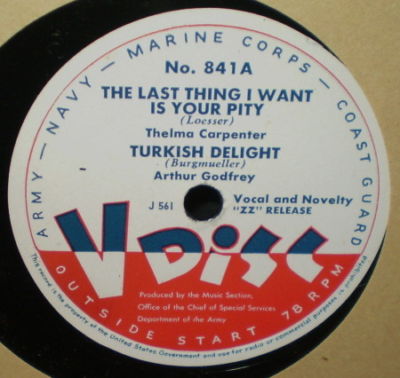 ARMY — NAVY — MARINE CORPS — COAST GUARD
No. 841A
THE LAST THING I WANT
IS YOUR PITY
(Loesser)
Thelma Carpenter
TURKISH DELIGHT
(Burgmueller)
Arthur Godfrey
J 561
Vocal and Novelty
"ZZ" RELEASE
V DISC
Produced by the Music Section,
Office of the Chief of Special Services
Department of the Army
OUTSIDE START 78 RPM
This record is the property of the United States Government and use for radio or commercial purposes is prohibited